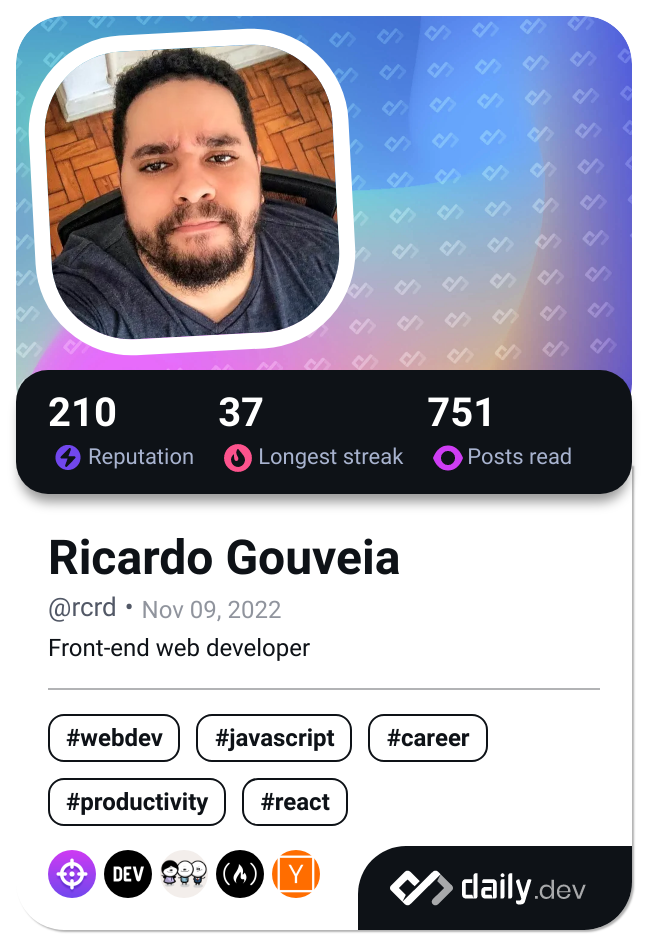 210 37 751
Reputation Longest streak Posts read
Ricardo Gouveia
@rcrd • Nov 09, 2022
Front-end web developer
#webdev #javascript #career
#productivity #react
DEV Y
daily.dev